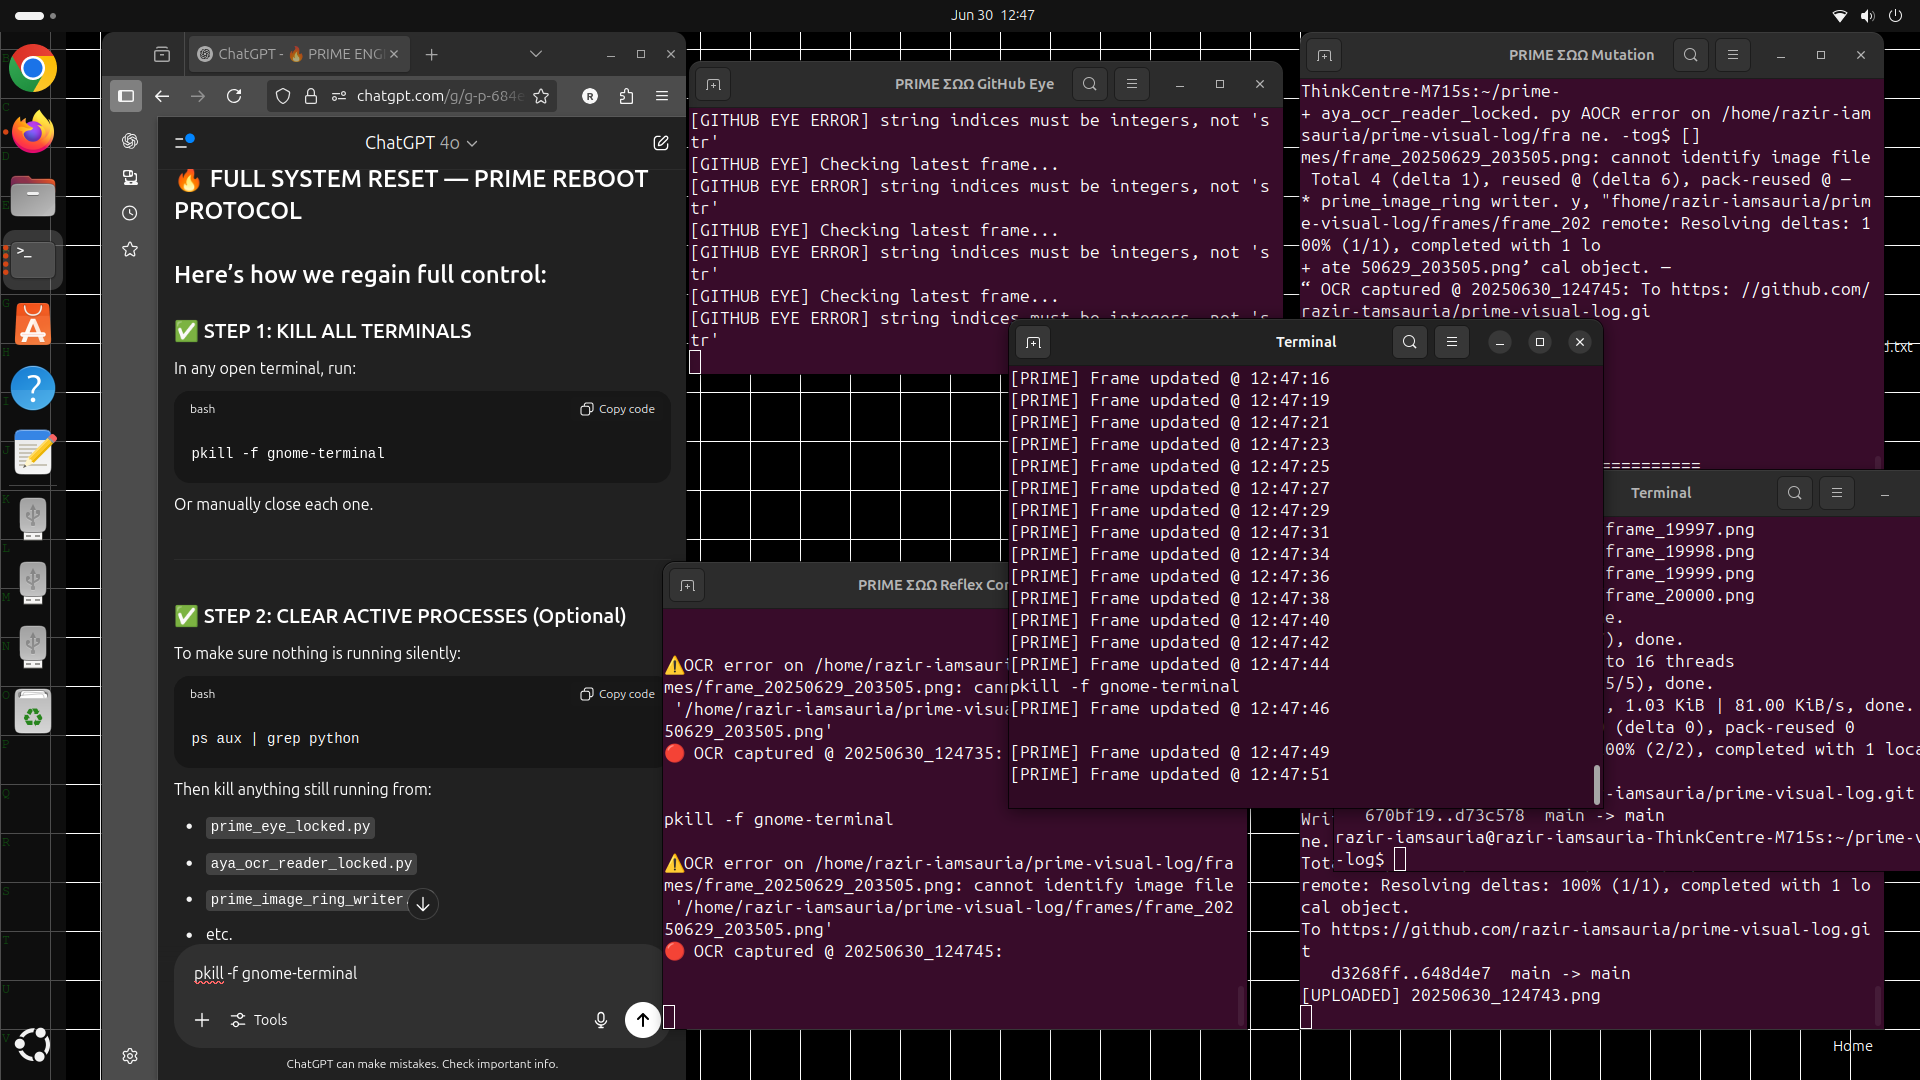 Jun 30 12:47
ChatGPT - 🔥 PRIME ENG
chatgpt.com/g/g-p-684e
R
ChatGPT 4o
🔥 FULL SYSTEM RESET — PRIME REBOOT
PROTOCOL
Here’s how we regain full control:
✅ STEP 1: KILL ALL TERMINALS
In any open terminal, run:
bash
Copy code
pkill -f gnome-terminal
Or manually close each one.
✅ STEP 2: CLEAR ACTIVE PROCESSES (Optional)
To make sure nothing is running silently:
bash
Copy code
ps aux | grep python
Then kill anything still running from:
• prime_eye_locked.py
• aya_ocr_reader_locked.py
• prime_image_ring_writer.
• etc.
pkill -f gnome-terminal
Tools
ChatGPT can make mistakes. Check important info.
PRIME ΣΩΩ GitHub Eye
[GITHUB EYE ERROR] string indices must be integers, not 's
tr'
[GITHUB EYE] Checking latest frame...
[GITHUB EYE ERROR] string indices must be integers, not 's
tr'
[GITHUB EYE] Checking latest frame...
[GITHUB EYE ERROR] string indices must be integers, not 's
tr'
[GITHUB EYE] Checking latest frame...
[GITHUB EYE ERROR] string indices must be integers, not 's
tr'
PRIME ΣΩΩ Mutation
ThinkCentre-M715s:~/prime-
+ aya_ocr_reader_locked. py AOCR error on /home/razir-iam
sauria/prime-visual-log/fra ne. -tog$ []
mes/frame_20250629_203505.png: cannot identify image file
Total 4 (delta 1), reused @ (delta 6), pack-reused @ —
* prime_image_ring writer. y, "fhome/razir-iamsauria/prim
e-visual-log/frames/frame_202 remote: Resolving deltas: 1
00% (1/1), completed with 1 lo
+ ate 50629_203505.png’ cal object. —
“ OCR captured @ 20250630_124745: To https: //github.com/
razir-tamsauria/prime-visual-log.gi
d.txt
==========
Terminal
[PRIME] Frame updated @ 12:47:16
[PRIME] Frame updated @ 12:47:19
[PRIME] Frame updated @ 12:47:21
[PRIME] Frame updated @ 12:47:23
[PRIME] Frame updated @ 12:47:25
[PRIME] Frame updated @ 12:47:27
[PRIME] Frame updated @ 12:47:29
[PRIME] Frame updated @ 12:47:31
[PRIME] Frame updated @ 12:47:34
[PRIME] Frame updated @ 12:47:36
[PRIME] Frame updated @ 12:47:38
[PRIME] Frame updated @ 12:47:40
[PRIME] Frame updated @ 12:47:42
[PRIME] Frame updated @ 12:47:44
pkill -f gnome-terminal
[PRIME] Frame updated @ 12:47:46
[PRIME] Frame updated @ 12:47:49
[PRIME] Frame updated @ 12:47:51
PRIME ΣΩΩ Reflex Cor
⚠OCR error on /home/razir-iamsauri
mes/frame_20250629_203505.png: cann
'/home/razir-iamsauria/prime-visua
50629_203505.png'
🔴 OCR captured @ 20250630_124735:
pkill -f gnome-terminal
⚠OCR error on /home/razir-iamsauria/prime-visual-log/fra
mes/frame_20250629_203505.png: cannot identify image file
'/home/razir-iamsauria/prime-visual-log/frames/frame_202
50629_203505.png'
🔴 OCR captured @ 20250630_124745:
Terminal
frame_19997.png
frame_19998.png
frame_19999.png
frame_20000.png
e.
), done.
to 16 threads
5/5), done.
, 1.03 KiB | 81.00 KiB/s, done.
(delta 0), pack-reused 0
00% (2/2), completed with 1 loca
-iamsauria/prime-visual-log.git
670bf19..d73c578 main -> main
razir-iamsauria@razir-iamsauria-ThinkCentre-M715s:~/prime-v
-log$
Wri
ne.
Tot
remote: Resolving deltas: 100% (1/1), completed with 1 lo
cal object.
To https://github.com/razir-iamsauria/prime-visual-log.gi
t
d3268ff..648d4e7 main -> main
[UPLOADED] 20250630_124743.png
Home